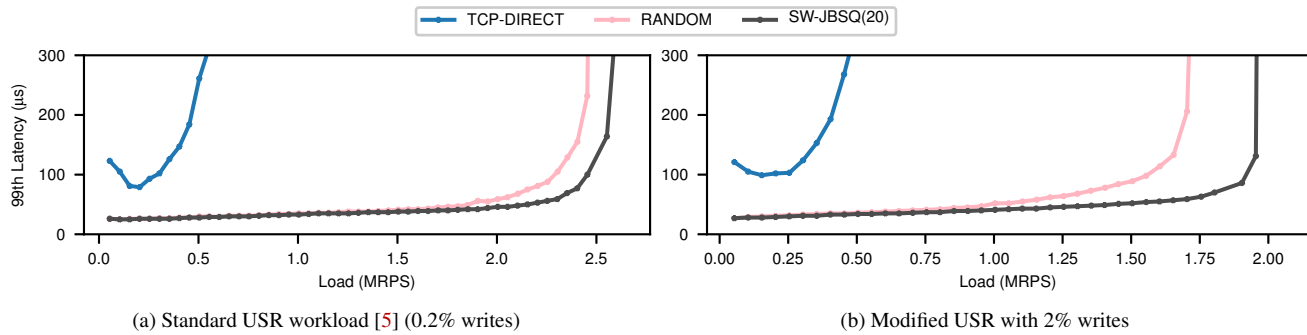 TCP-DIRECT RANDOM SW-JBSQ(20)
300
200
100
0
99th Latency (µs)
0.0 0.5 1.0 1.5 2.0 2.5
Load (MRPS)
(a) Standard USR workload [5] (0.2% writes)
300
200
100
0
0.00 0.25 0.50 0.75 1.00 1.25 1.50 1.75 2.00
Load (MRPS)
(b) Modified USR with 2% writes